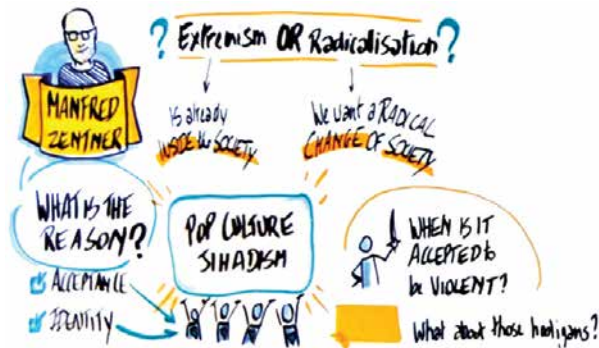 ? Extremism OR Radicalisation ?
MANFRED
ZENTNER
Is already
INSIDE the SOCIETY
We want a RADICAL
CHANGE OF SOCIETY
WHAT IS THE
REASON?
ACCEPTANCE
IDENTITY
POP CULTURE
JIHADISM
WHEN IS IT
ACCEPTED to
be VIOLENT?
What about those hooligans?